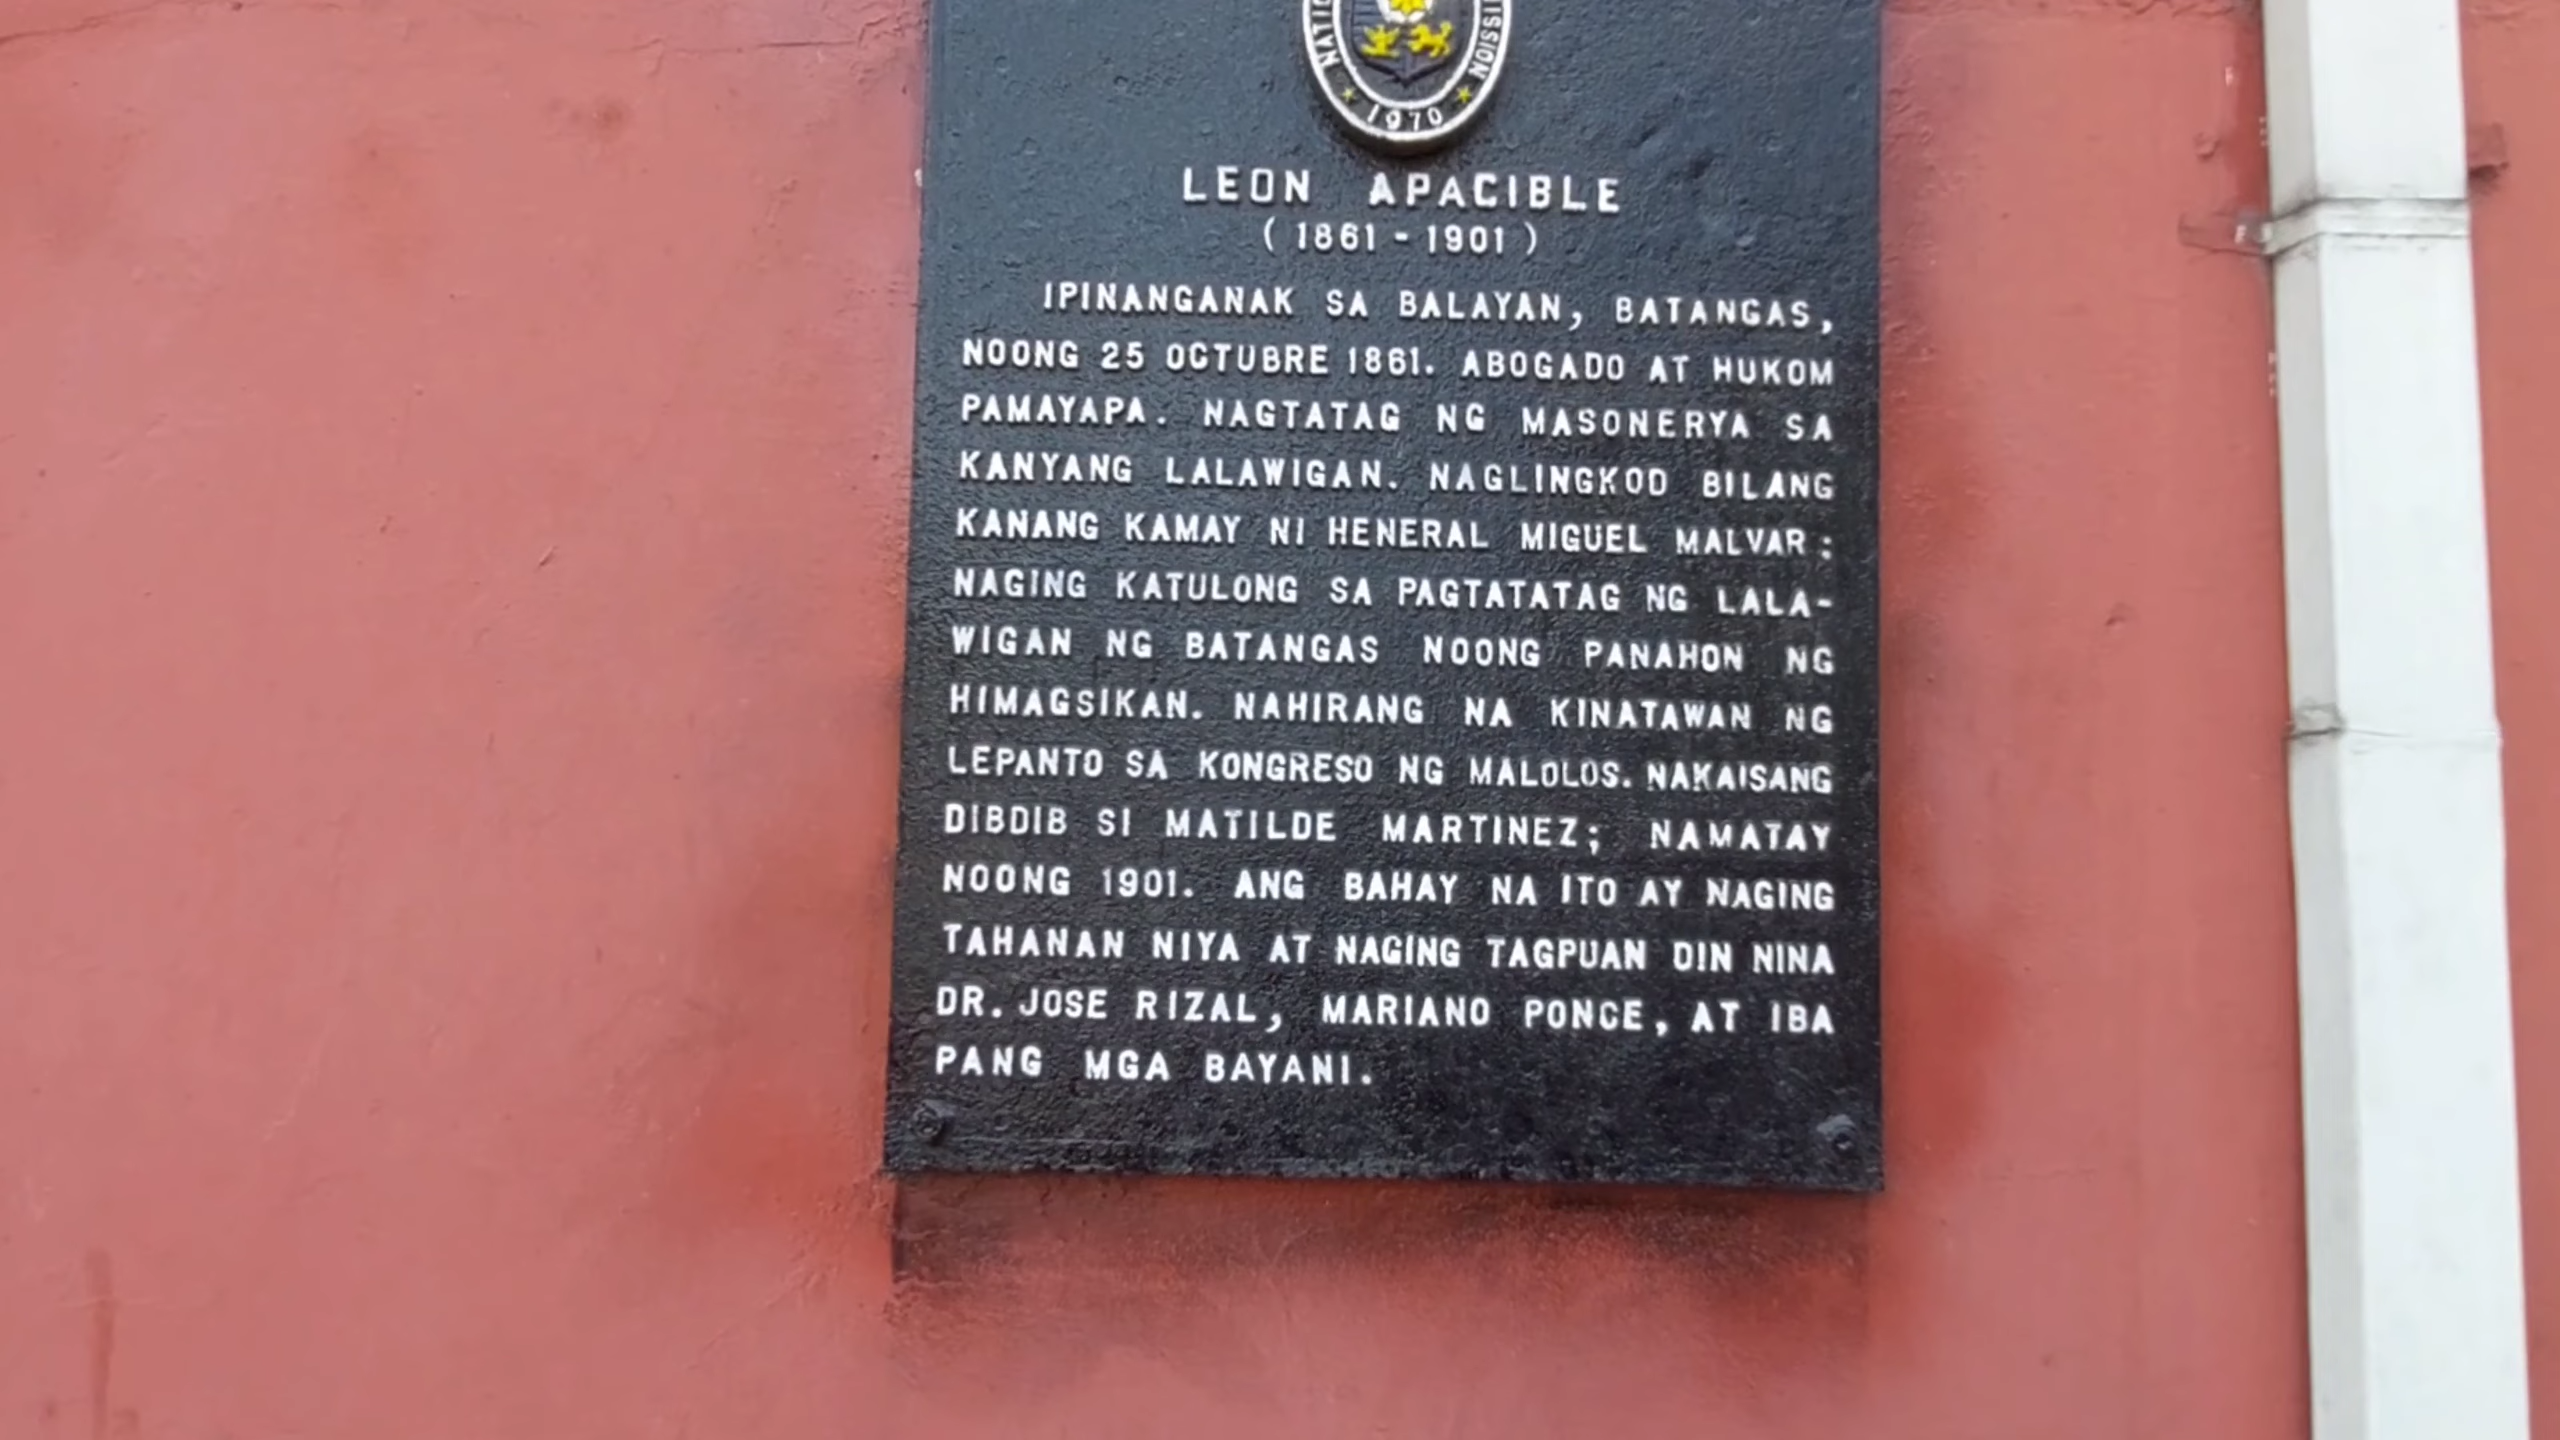 1970
LEON APACIBLE
( 1861 - 1901 )
IPINANGANAK SA BALAYAN, BATANGAS,
NOONG 25 OCTUBRE 1861. ABOGADO AT HUKOM
PAMAYAPA. NAGTATAG NG MASONERYA SA
KANYANG LALAWIGAN. NAGLINGKOD BILANG
KANANG KAMAY NI HENERAL MIGUEL MALVAR;
NAGING KATULONG SA PAGTATATAG NG LALA-
WIGAN NG BATANGAS NOONG PANAHON NG
HIMAGSIKAN. NAHIRANG NA KINATAWAN NG
LEPANTO SA KONGRESO NG MALOLOS. NAKAISANG
DIBDIB SI MATILDE MARTINEZ; NAMATAY
NOONG 1901. ANG BAHAY NA ITO AY NAGING
TAHANAN NIYA AT NAGING TAGPUAN DIN NINA
DR. JOSE RIZAL, MARIANO PONCE, AT IBA
PANG MGA BAYANI.